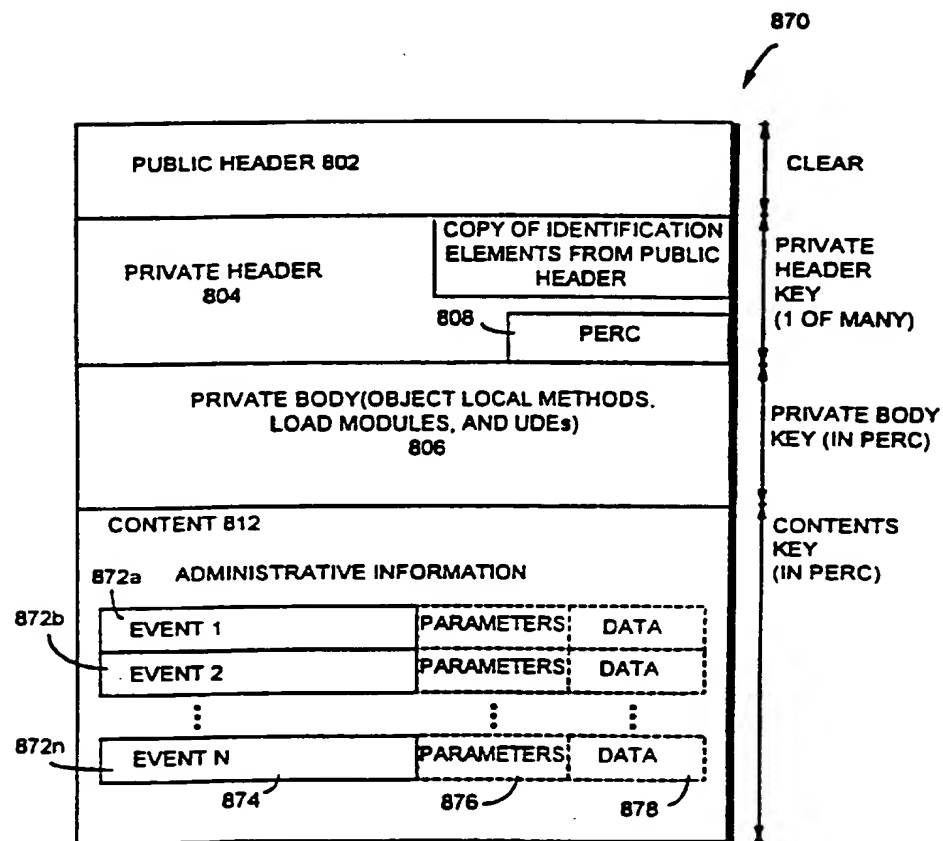 870
PUBLIC HEADER 802
CLEAR
PRIVATE HEADER
804
COPY OF IDENTIFICATION
ELEMENTS FROM PUBLIC
HEADER
808
PERC
PRIVATE
HEADER
KEY
(1 OF MANY)
PRIVATE BODY(OBJECT LOCAL METHODS,
LOAD MODULES, AND UDEs)
806
PRIVATE BODY
KEY (IN PERC)
CONTENT 812
CONTENTS
KEY
(IN PERC)
872a
ADMINISTRATIVE INFORMATION
872b
EVENT 1 PARAMETERS DATA
EVENT 2 PARAMETERS DATA
872n
EVENT N PARAMETERS DATA
874 876 878